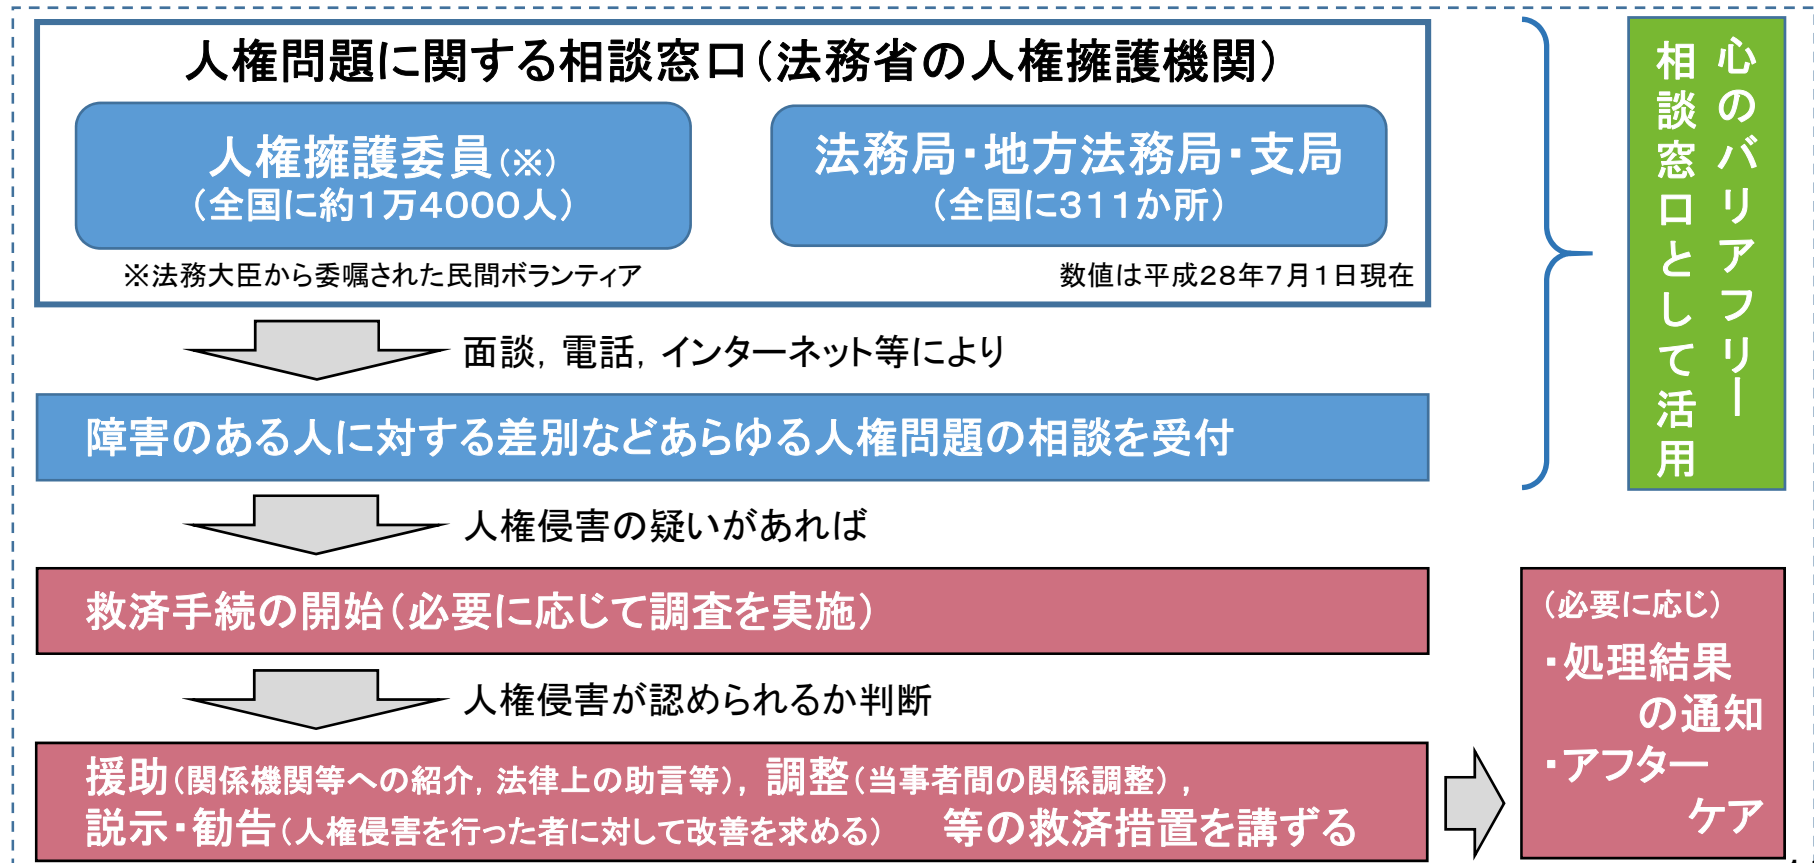 人権問題に関する相談窓口（法務省の人権擁護機関）
人権擁護委員（※）
（全国に約１万４０００人）
法務局・地方法務局・支局
（全国に３１１か所）
※法務大臣から委嘱された民間ボランティア
数値は平成２８年７月１日現在
心のバリアフリー
相談窓口として活用
面談，電話，インターネット等により
障害のある人に対する差別などあらゆる人権問題の相談を受付
人権侵害の疑いがあれば
救済手続の開始（必要に応じて調査を実施）
人権侵害が認められるか判断
援助（関係機関等への紹介，法律上の助言等），調整（当事者間の関係調整），
説示・勧告（人権侵害を行った者に対して改善を求める）　等の救済措置を講ずる
（必要に応じ）
・処理結果
の通知
・アフター
ケア